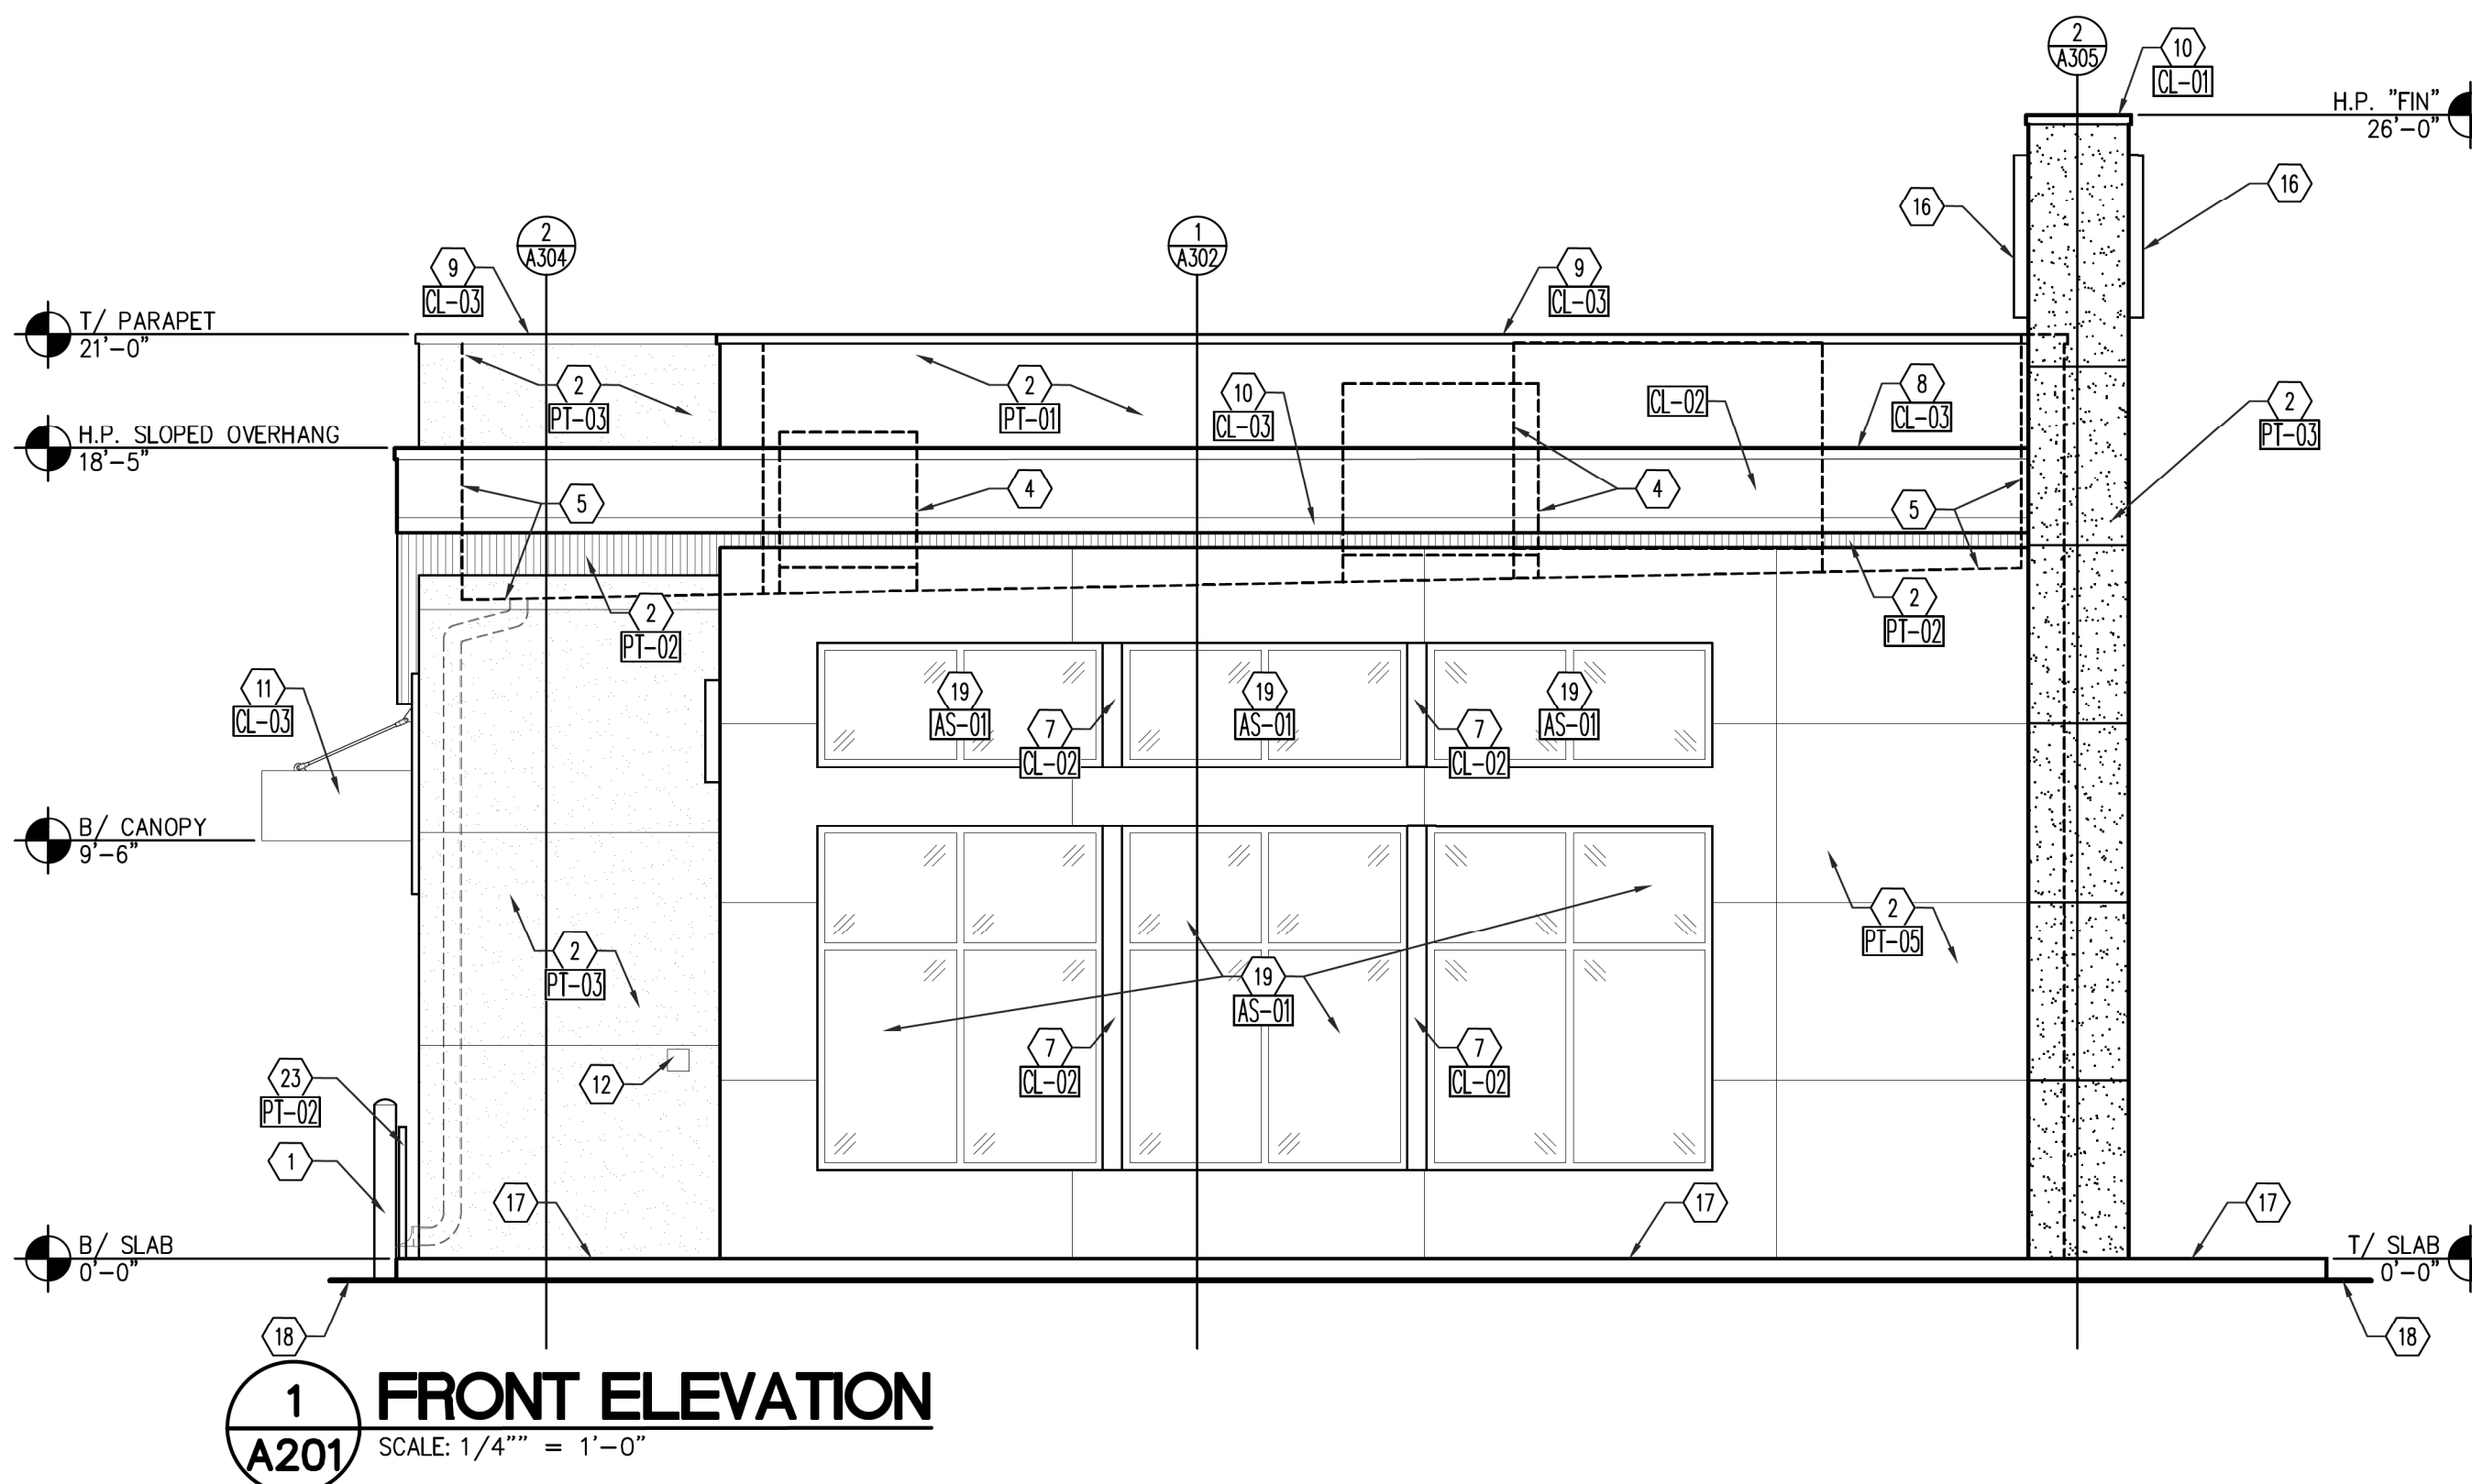 2
A305
10
CL-01
H.P. "FIN"
26'-0"
16
16
2
A304
1
A302
9
CL-03
9
CL-03
T/ PARAPET
21'-0"
2
PT-03
2
PT-01
10
CL-03
CL-02
8
CL-03
2
PT-03
H.P. SLOPED OVERHANG
18'-5"
5
4
4
5
2
PT-02
2
PT-02
11
CL-03
19
AS-01
19
AS-01
19
AS-01
7
CL-02
7
CL-02
B/ CANOPY
9'-6"
2
PT-03
2
PT-05
19
AS-01
7
CL-02
7
CL-02
12
23
PT-02
1
17
17
17
B/ SLAB
0'-0"
T/ SLAB
0'-0"
18
18
1
A201
FRONT ELEVATION
SCALE: 1/4"" = 1'-0"